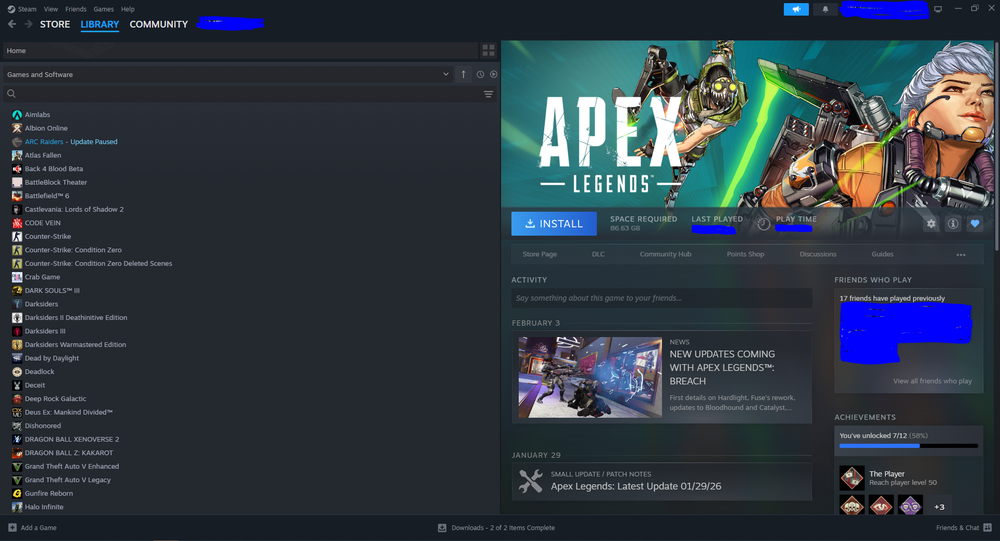 Steam View Friends Games Help
STORE LIBRARY COMMUNITY
Home
Games and Software
Aimlabs
Albion Online
ARC Raiders - Update Paused
Atlas Fallen
Back 4 Blood Beta
BattleBlock Theater
Battlefield™ 6
Castlevania: Lords of Shadow 2
CODE VEIN
Counter-Strike
Counter-Strike: Condition Zero
Counter-Strike: Condition Zero Deleted Scenes
Crab Game
DARK SOULS™ III
Darksiders
Darksiders II Deathinitive Edition
Darksiders III
Darksiders Warmastered Edition
Dead by Daylight
Deadlock
Deceit
Deep Rock Galactic
Deus Ex: Mankind Divided™
Dishonored
DRAGON BALL XENOVERSE 2
DRAGON BALL Z: KAKAROT
Grand Theft Auto V Enhanced
Grand Theft Auto V Legacy
Gunfire Reborn
Halo Infinite
APEX
LEGENDS™
INSTALL
SPACE REQUIRED
86.63 GB
LAST PLAYED
PLAY TIME
Store Page DLC Community Hub Points Shop Discussions Guides
ACTIVITY
Say something about this game to your friends...
FEBRUARY 3
NEWS
NEW UPDATES COMING
WITH APEX LEGENDS™:
BREACH
First details on Hardlight, Fuse's rework,
updates to Bloodhound and Catalyst,...
JANUARY 29
SMALL UPDATE / PATCH NOTES
Apex Legends: Latest Update 01/29/26
FRIENDS WHO PLAY
17 friends have played previously
View all friends who play
ACHIEVEMENTS
You've unlocked 7/12 (58%)
The Player
Reach player level 50
+3
Add a Game
Downloads - 2 of 2 Items Complete
Friends & Chat